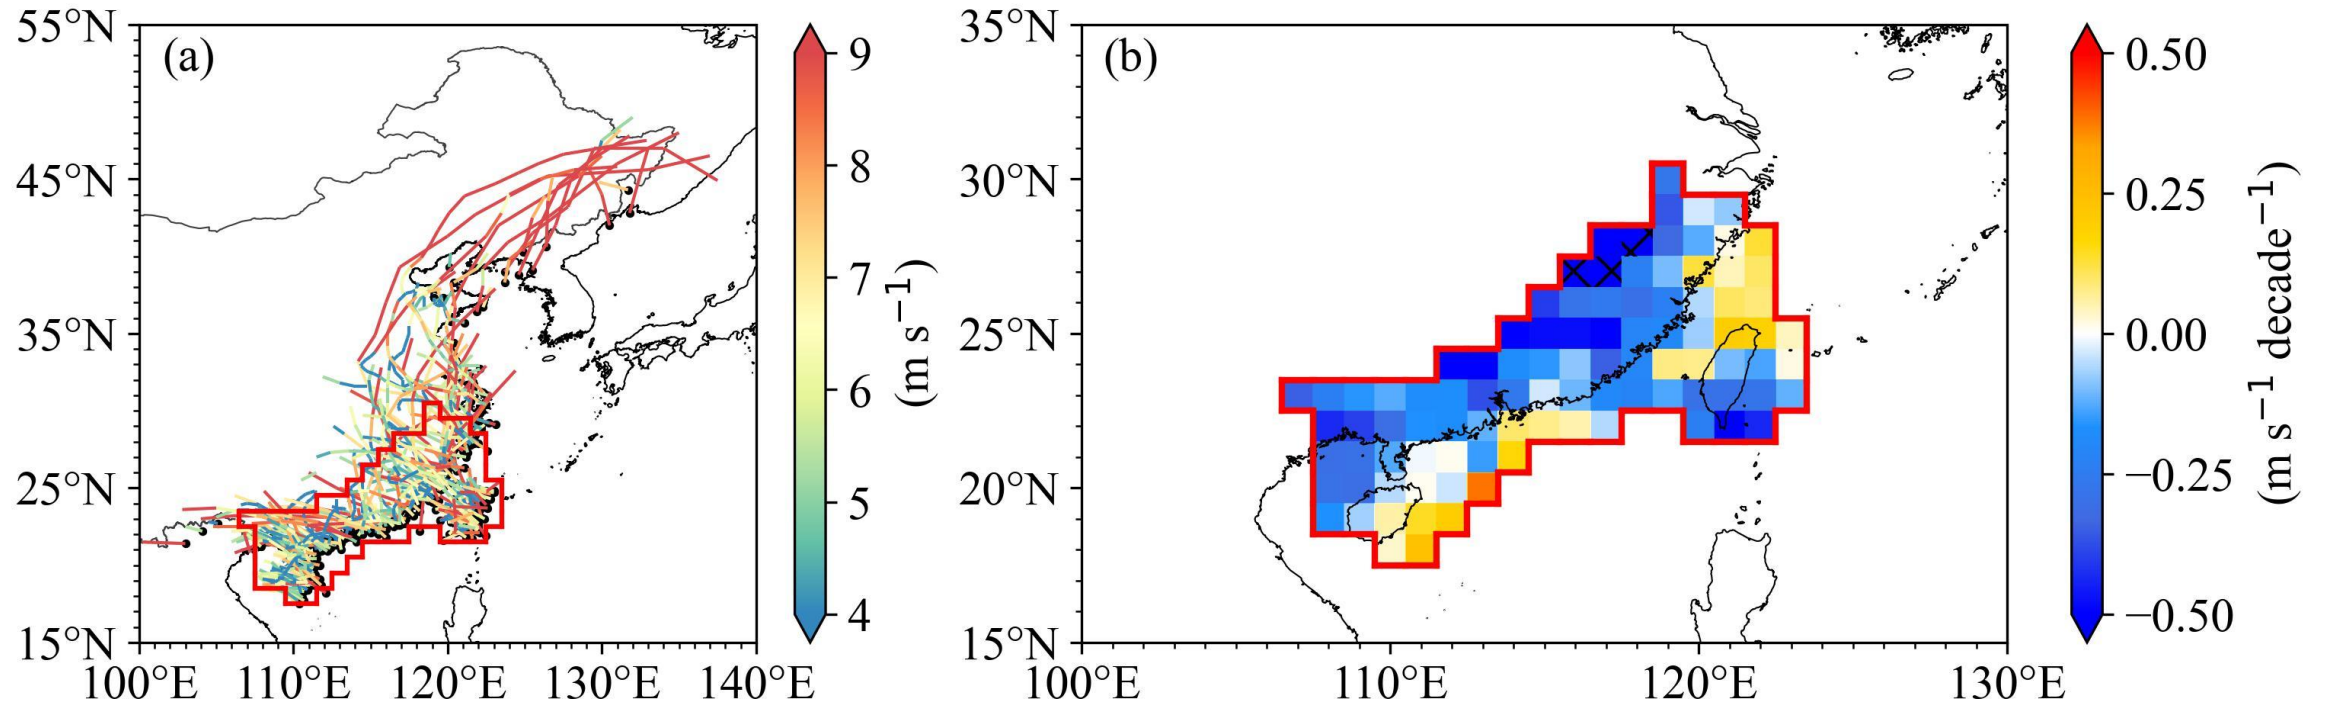 (a)
55°N
45°N
35°N
25°N
15°N
100°E 110°E 120°E 130°E 140°E
9
8
7
6
5
4
(m s−1)
(b)
35°N
30°N
25°N
20°N
15°N
100°E 110°E 120°E 130°E
0.50
0.25
0.00
−0.25
−0.50
(m s−1 decade−1)